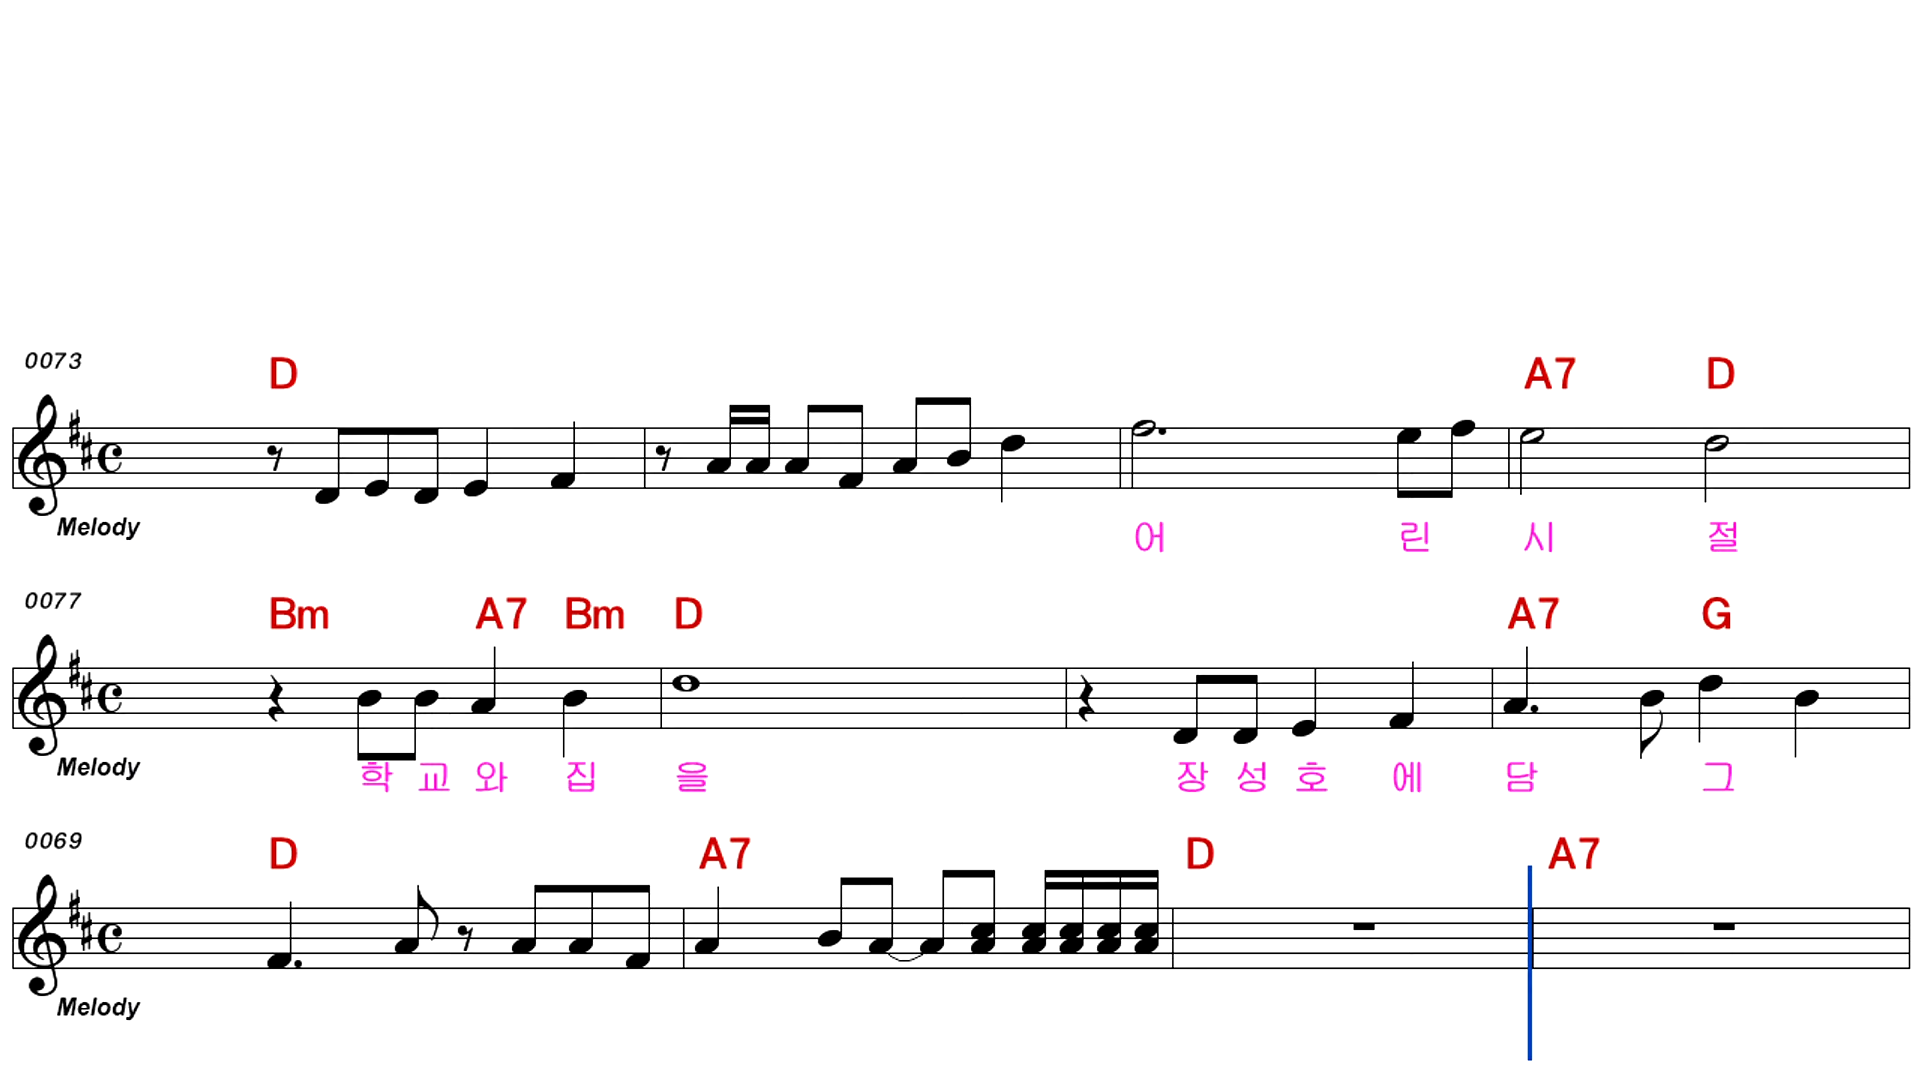 0073
D A7 D
Melody
어 린 시 절
0077
Bm A7 Bm D A7 G
Melody
학 교 와 집 을 장 성 호 에 담 그
0069
D A7 D A7
Melody